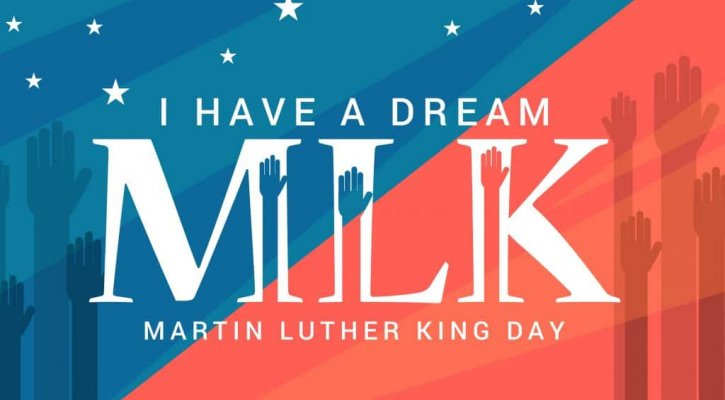 I HAVE A DREAM
MLK
MARTIN LUTHER KING DAY